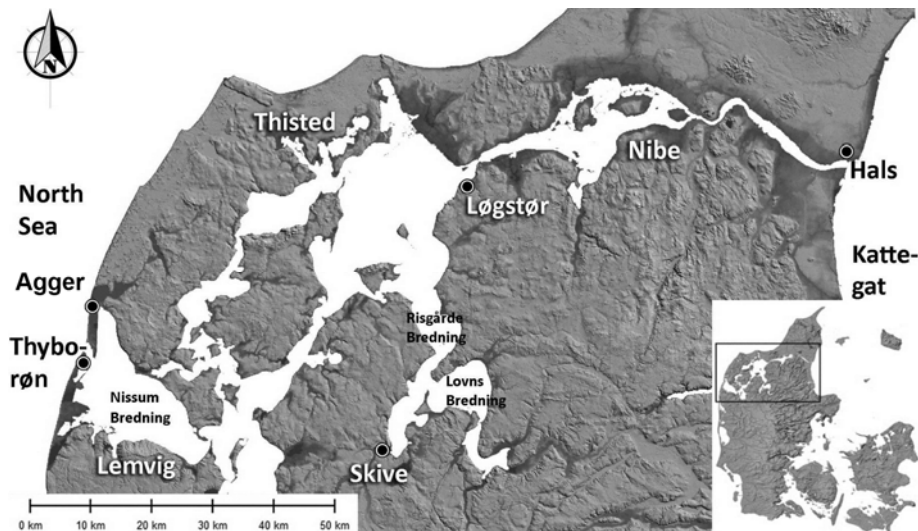 N
Thisted
Nibe
Hals
North
Sea
Løgstør
Agger
Katte-
gat
Risgårde
Bredning
Thybo-
røn
Lovns
Bredning
Nissum
Bredning
Lemvig
Skive
0 km 10 km 20 km 30 km 40 km 50 km